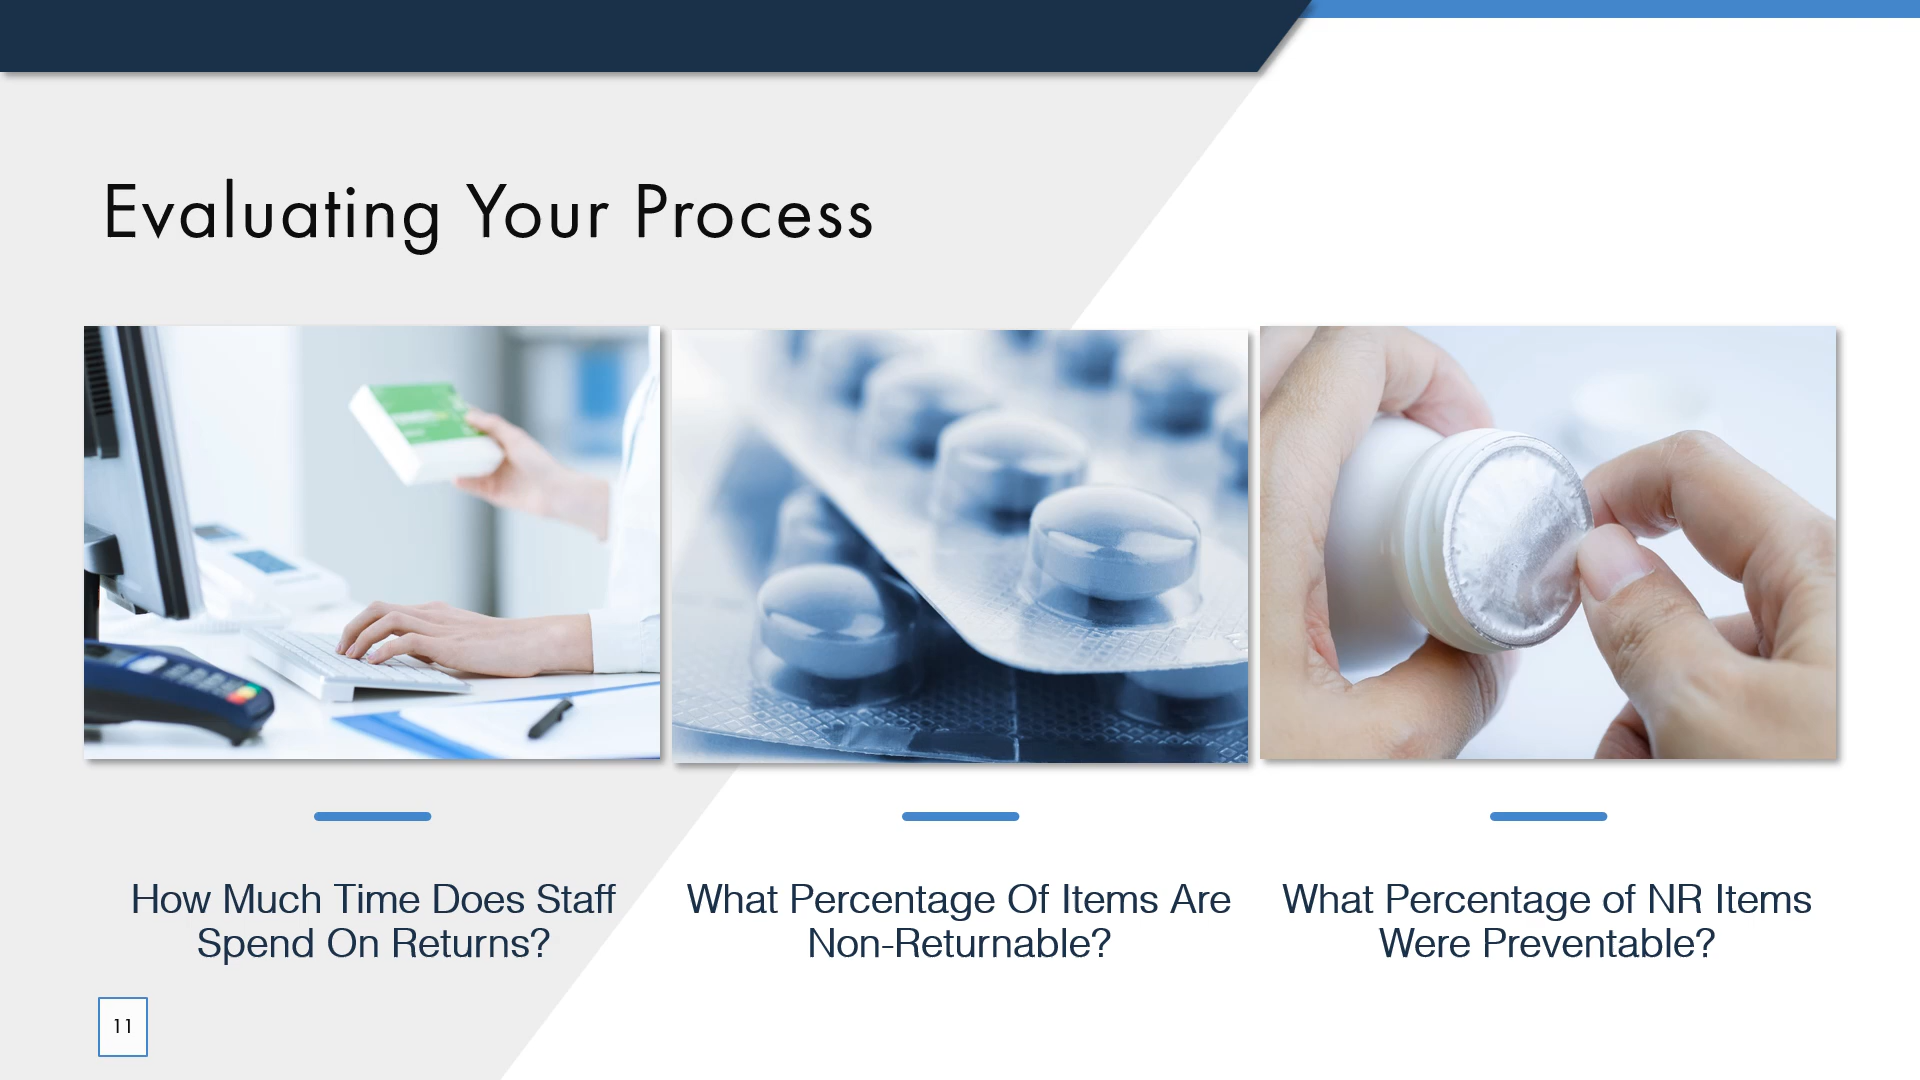 Evaluating Your Process
How Much Time Does Staff
Spend On Returns?
What Percentage Of Items Are
Non-Returnable?
What Percentage of NR Items
Were Preventable?
11